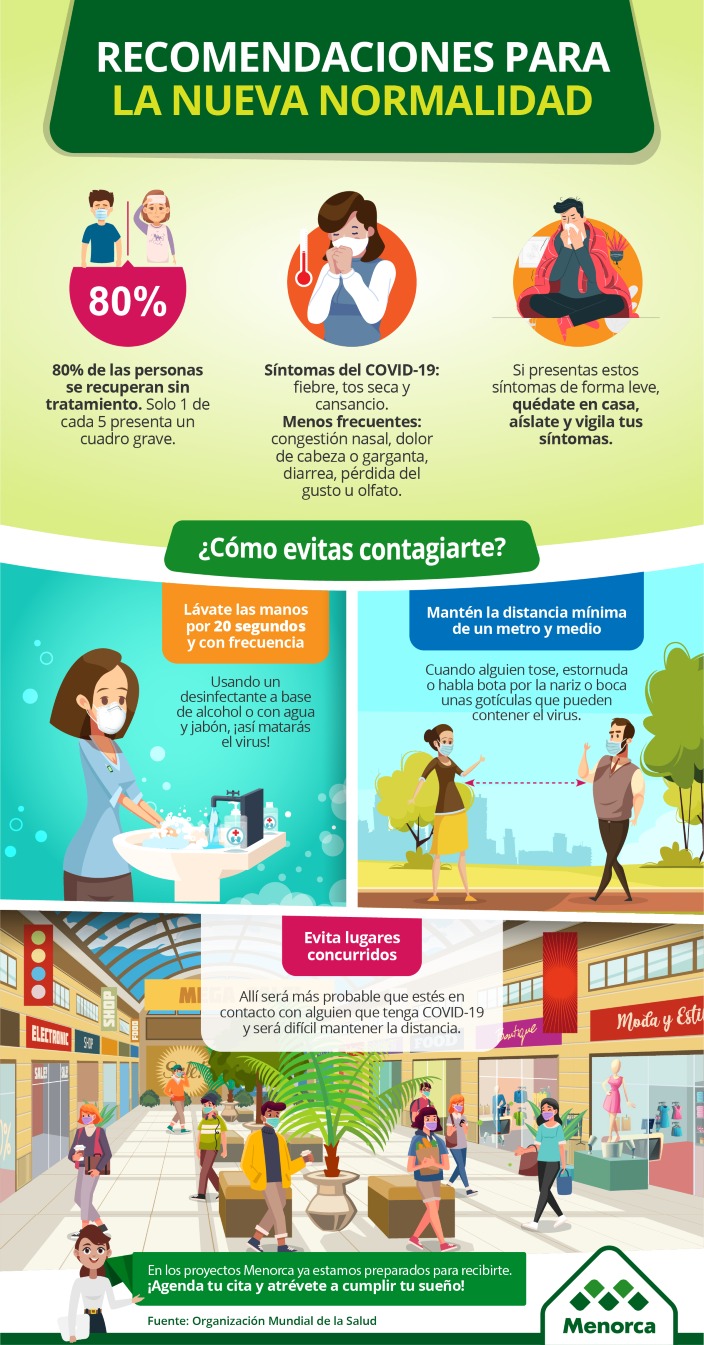 RECOMENDACIONES PARA
LA NUEVA NORMALIDAD
80%
80% de las personas
se recuperan sin
tratamiento. Solo 1 de
cada 5 presenta un
cuadro grave.
Síntomas del COVID-19:
fiebre, tos seca y
cansancio.
Menos frecuentes:
congestión nasal, dolor
de cabeza o garganta,
diarrea, pérdida del
gusto u olfato.
Si presentas estos
síntomas de forma leve,
quédate en casa,
aíslate y vigila tus
síntomas.
¿Cómo evitas contagiarte?
Lávate las manos
por 20 segundos
y con frecuencia
Usando un
desinfectante a base
de alcohol o con agua
y jabón, ¡así matarás
el virus!
Mantén la distancia mínima
de un metro y medio
Cuando alguien tose, estornuda
o habla bota por la nariz o boca
unas gotículas que pueden
contener el virus.
Evita lugares
concurridos
Allí será más probable que estés en
contacto con alguien que tenga COVID-19
y será difícil mantener la distancia.
SHOP
ELECTRONIC
SHOP
FOOD
SALE!
Sale!
FOOD
boutique
Moda y Esti
En los proyectos Menorca ya estamos preparados para recibirte.
¡Agenda tu cita y atrévete a cumplir tu sueño!
Fuente: Organización Mundial de la Salud
Menorca